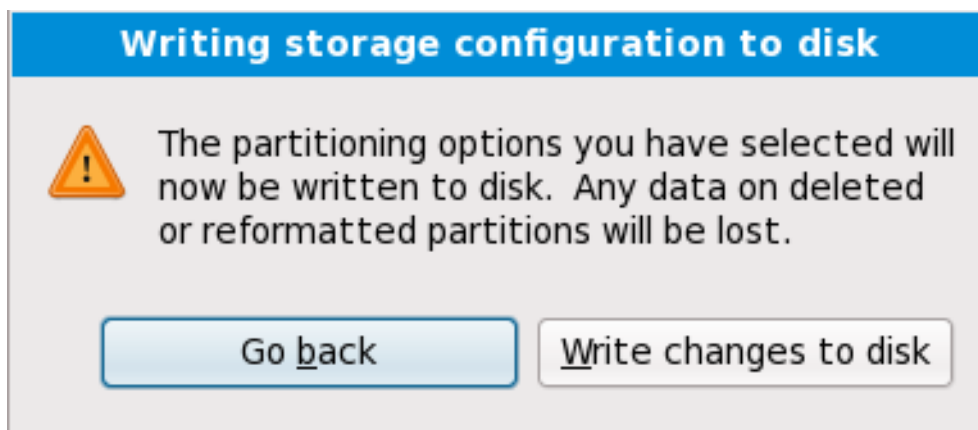 Writing storage configuration to disk
The partitioning options you have selected will
now be written to disk.  Any data on deleted
or reformatted partitions will be lost.
Go back
Write changes to disk